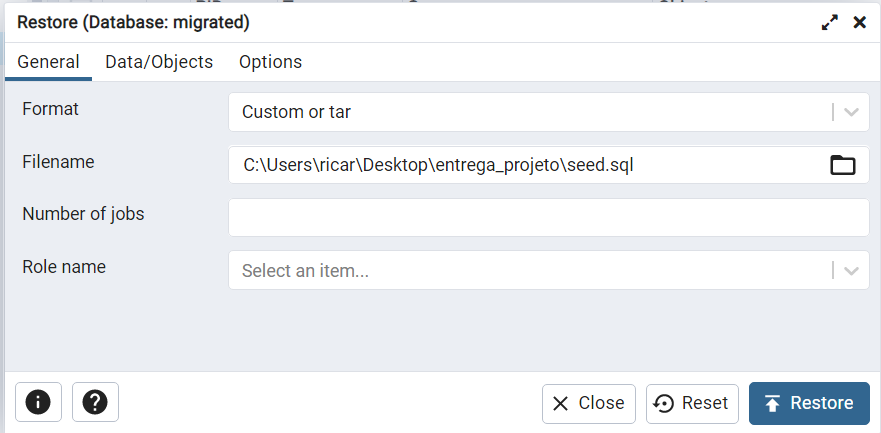 Restore (Database: migrated)
General Data/Objects Options
Format Custom or tar
Filename C:\Users\ricar\Desktop\entrega_projeto\seed.sql
Number of jobs
Role name Select an item...
Close Reset Restore